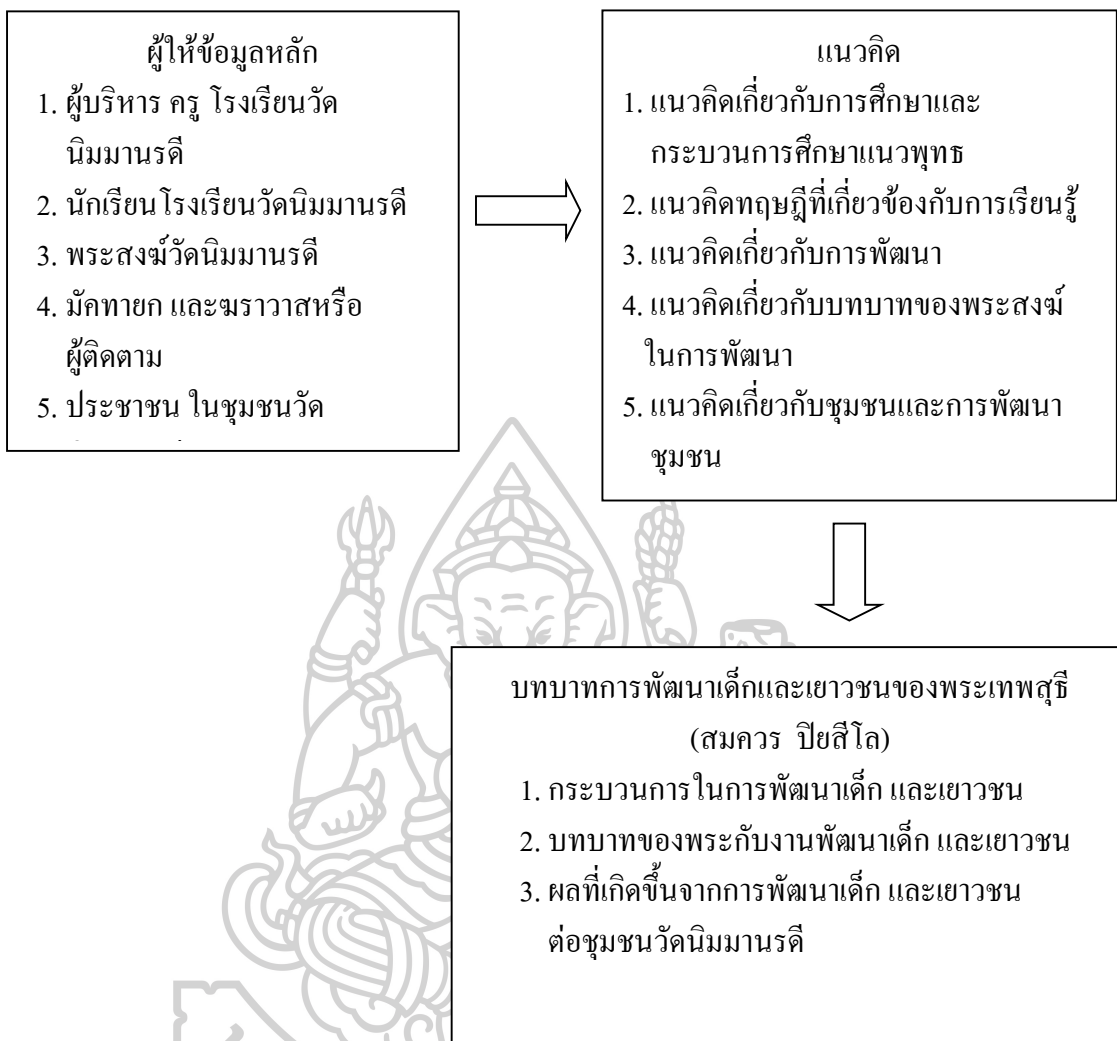 ผู้ให้ข้อมูลหลัก
1. ผู้บริหาร ครู โรงเรียนวัด
นิมมานรดี
2. นักเรียนโรงเรียนวัดนิมมานรดี
3. พระสงฆ์วัดนิมมานรดี
4. มัคทายก และฆราวาสหรือ
ผู้ติดตาม
5. ประชาชน ในชุมชนวัด
แนวคิด
1. แนวคิดเกี่ยวกับการศึกษาและ
กระบวนการศึกษาแนวพุทธ
2. แนวคิดทฤษฎีที่เกี่ยวข้องกับการเรียนรู้
3. แนวคิดเกี่ยวกับการพัฒนา
4. แนวคิดเกี่ยวกับบทบาทของพระสงฆ์
ในการพัฒนา
5. แนวคิดเกี่ยวกับชุมชนและการพัฒนา
ชุมชน
บทบาทการพัฒนาเด็กและเยาวชนของพระเทพสุธี
(สมควร ปิยสีโล)
1. กระบวนการในการพัฒนาเด็ก และเยาวชน
2. บทบาทของพระกับงานพัฒนาเด็ก และเยาวชน
3. ผลที่เกิดขึ้นจากการพัฒนาเด็ก และเยาวชน
ต่อชุมชนวัดนิมมานรดี